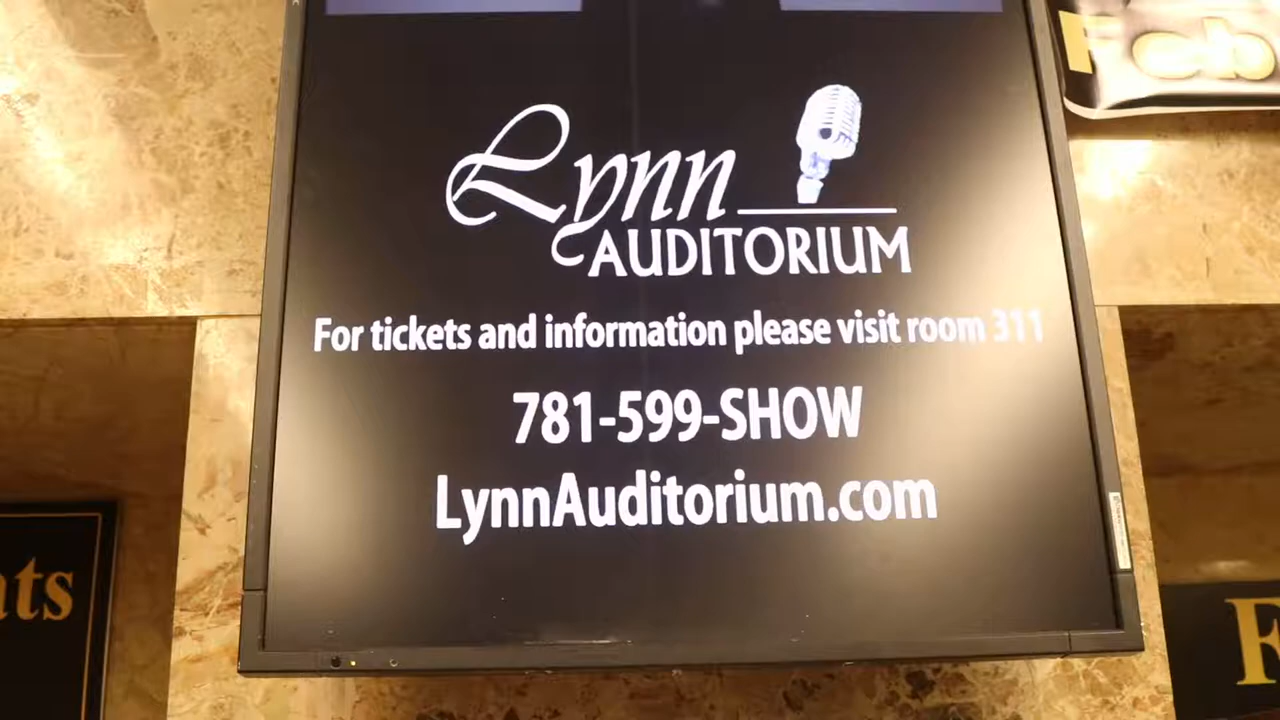 Lynn
AUDITORIUM
For tickets and information please visit room 311
781-599-SHOW
LynnAuditorium.com